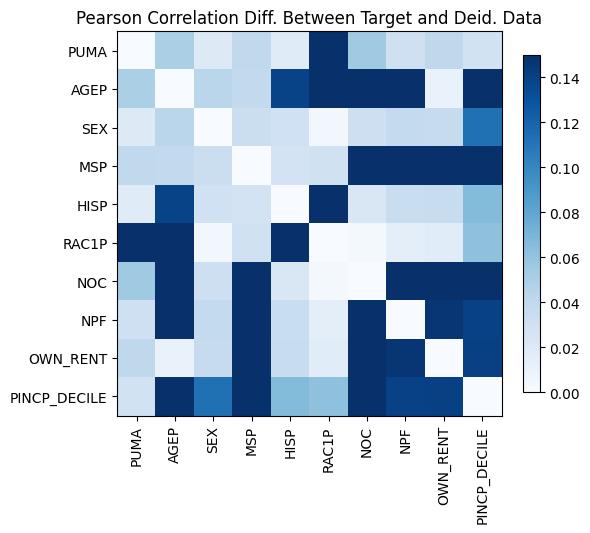 Pearson Correlation Diff. Between Target and Deid. Data
PUMA
AGEP
SEX
MSP
HISP
RAC1P
NOC
NPF
OWN_RENT
PINCP_DECILE
PUMA
AGEP
SEX
MSP
HISP
RAC1P
NOC
NPF
OWN_RENT
PINCP_DECILE
0.14
0.12
0.10
0.08
0.06
0.04
0.02
0.00